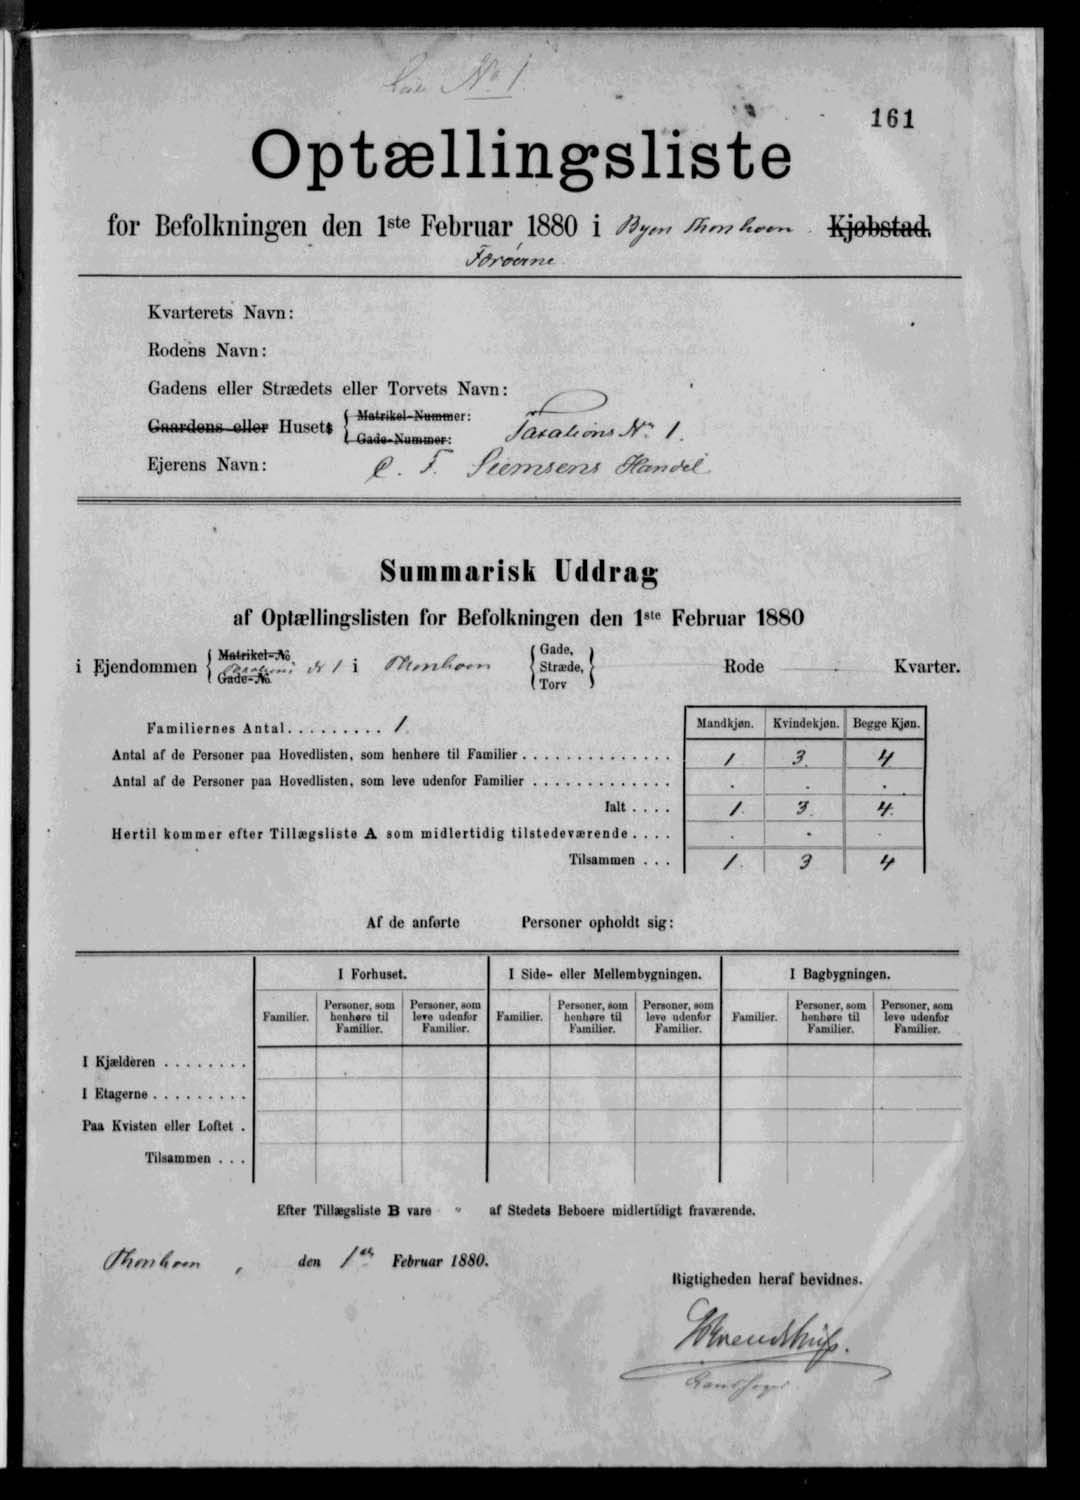 No 1.
161
Optællingsliste
for Befolkningen den 1ste Februar 1880 i Byen Thorshavn. Kjøbstad.
Færøerne
Kvarterets Navn:
Rodens Navn:
Gadens eller Strædets eller Torvets Navn:
Gaardens eller Husets { Matrikel-Nummer: Gade-Nummer: Taxations No 1.
Ejerens Navn: C. F. Siemsens Handel
Summarisk Uddrag
af Optællingslisten for Befolkningen den 1ste Februar 1880
i Ejendommen { Matrikel-No Taxations No 1 Gade-No i Thorshavn { Gade, Stræde, Torv } Rode Kvarter.
Mandkjøn. Kvindekjøn. Begge Kjøn.
Familiernes Antal . . . . . . . . . 1.
Antal af de Personer paa Hovedlisten, som henhøre til Familier . . . . . . . . . . . . . . 1 3. 4
Antal af de Personer paa Hovedlisten, som leve udenfor Familier . . . . . . . . . . . . . . . .
Ialt . . . . 1. 3. 4.
Hertil kommer efter Tillægsliste A som midlertidig tilstedeværende . . . . . . .
Tilsammen . . . 1. 3 4
Af de anførte Personer opholdt sig:
I Forhuset. I Side- eller Mellembygningen. I Bagbygningen.
Familier. Personer, som henhøre til Familier. Personer, som leve udenfor Familier. Familier. Personer, som henhøre til Familier. Personer, som leve udenfor Familier. Familier. Personer, som henhøre til Familier. Personer, som leve udenfor Familier.
I Kjælderen . . . . . . . .
I Etagerne . . . . . . . . .
Paa Kvisten eller Loftet .
Tilsammen . . .
Efter Tillægsliste B vare " af Stedets Beboere midlertidigt fraværende.
Thorshavn, den 1ste Februar 1880.
Rigtigheden heraf bevidnes.